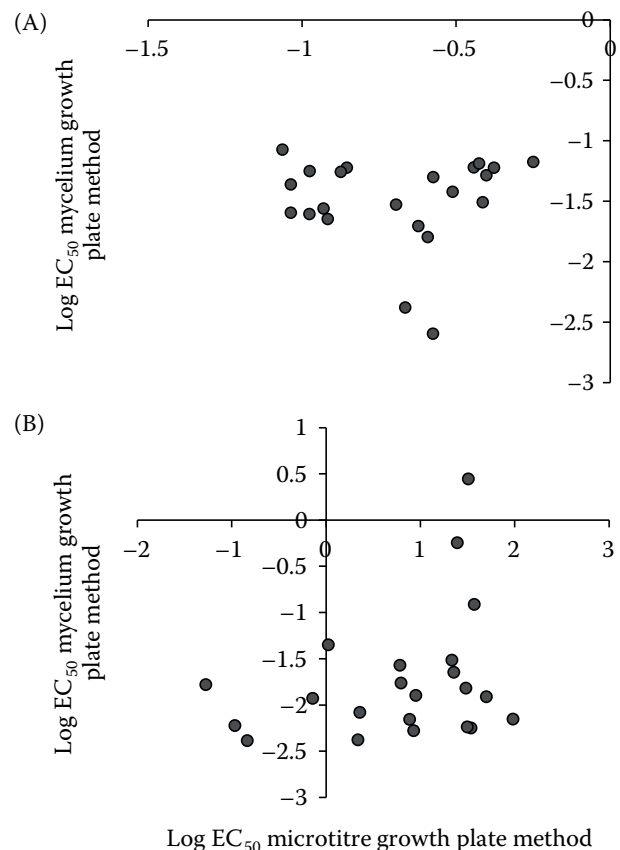 (A)
0
−1.5 −1 −0.5 0
−0.5
−1
−1.5
−2
−2.5
−3
Log EC50 mycelium growth
plate method
(B)
1
0.5
0
−2 −1 0 1 2 3
−0.5
−1
−1.5
−2
−2.5
−3
Log EC50 mycelium growth
plate method
Log EC50 microtitre growth plate method